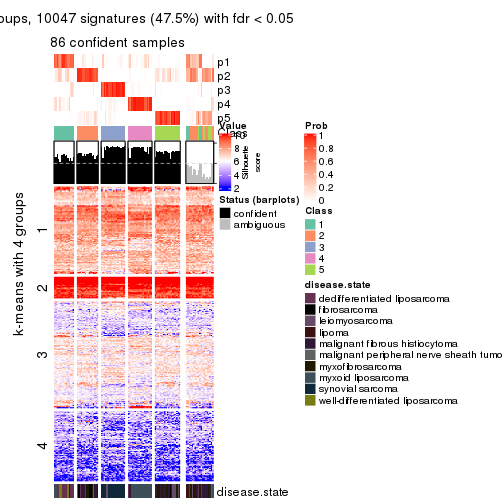 oups, 10047 signatures (47.5%) with fdr < 0.05
86 confident samples
p1
p2
p3
p4
p5
Class
k-means with 4 groups
1
2
3
4
disease.state
Value
10
8
6
4
2
Silhouette
score
Status (barplots)
confident
ambiguous
Prob
1
0.8
0.6
0.4
0.2
0
Class
1
2
3
4
5
disease.state
dedifferentiated liposarcoma
fibrosarcoma
leiomyosarcoma
lipoma
malignant fibrous histiocytoma
malignant peripheral nerve sheath tumo
myxofibrosarcoma
myxoid liposarcoma
synovial sarcoma
well-differentiated liposarcoma